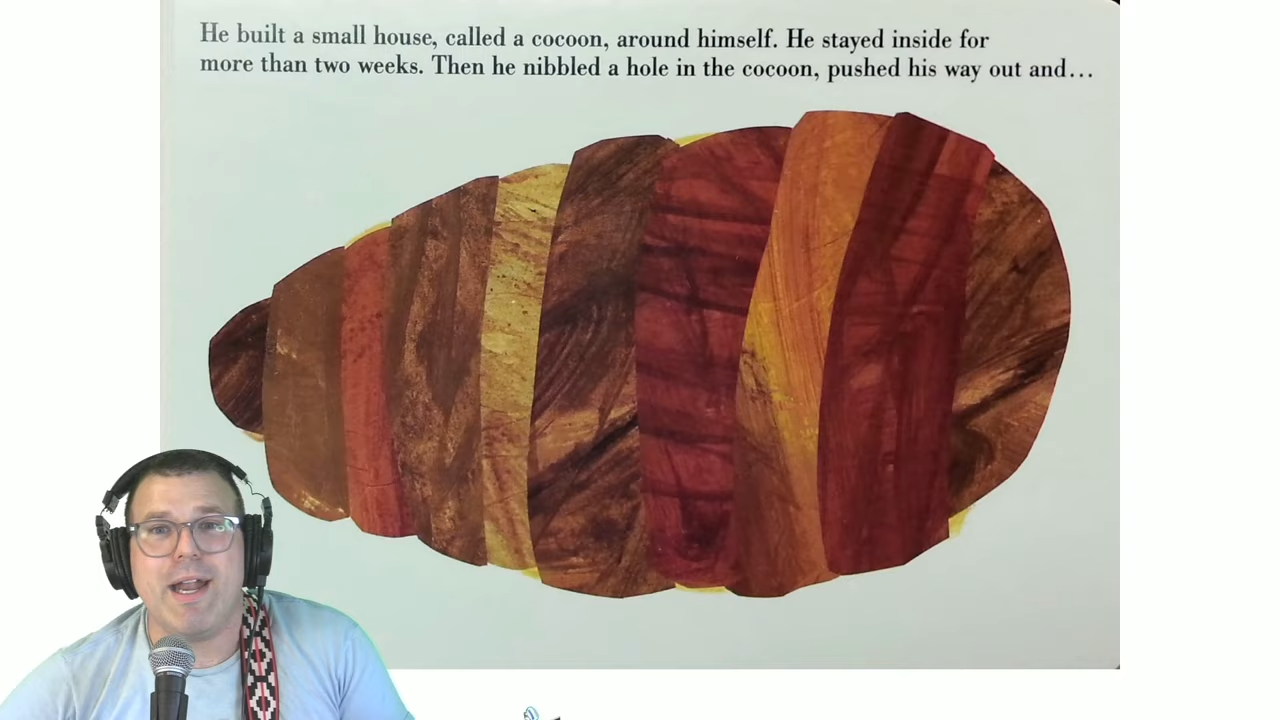 He built a small house, called a cocoon, around himself. He stayed inside for
more than two weeks. Then he nibbled a hole in the cocoon, pushed his way out and...